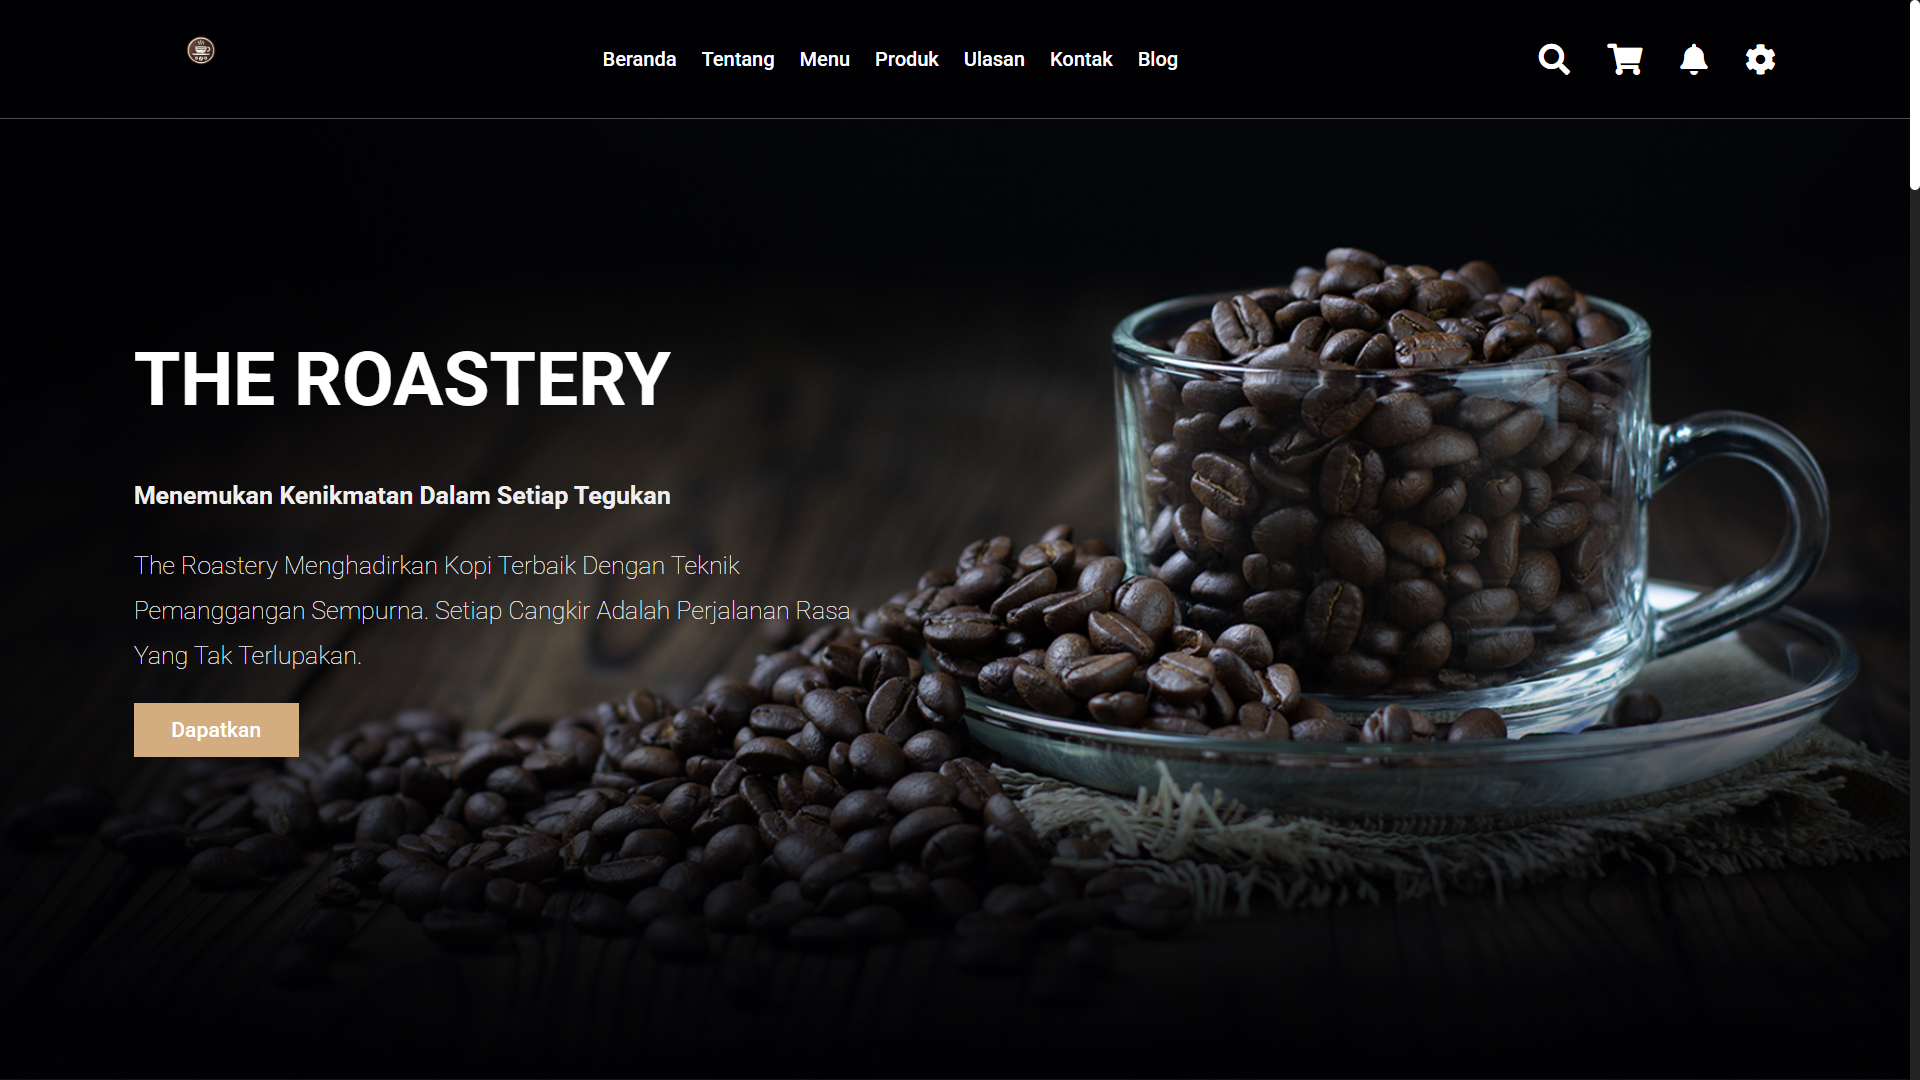 Beranda Tentang Menu Produk Ulasan Kontak Blog
THE ROASTERY
Menemukan Kenikmatan Dalam Setiap Tegukan
The Roastery Menghadirkan Kopi Terbaik Dengan Teknik
Pemanggangan Sempurna. Setiap Cangkir Adalah Perjalanan Rasa
Yang Tak Terlupakan.
Dapatkan